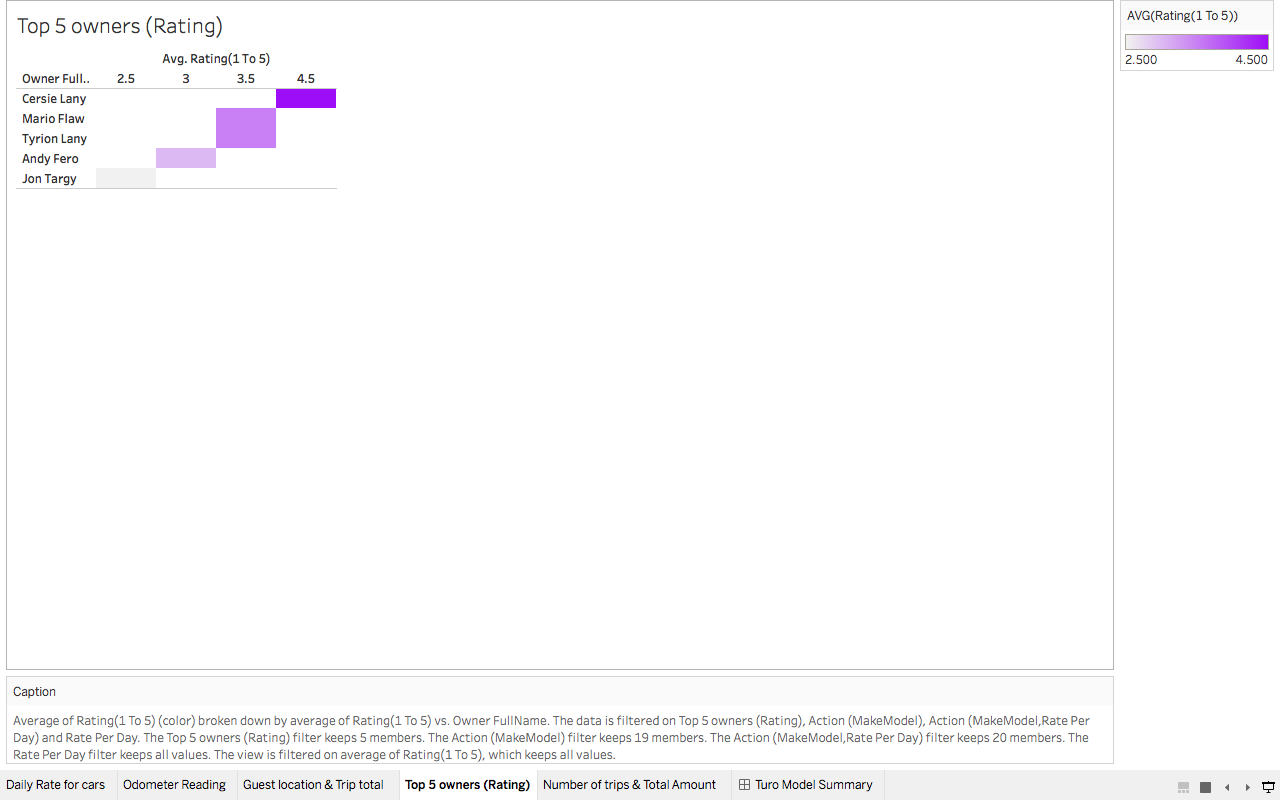 Top 5 owners (Rating)
Avg. Rating(1 To 5)
Owner Full.. 2.5 3 3.5 4.5
Cersie Lany
Mario Flaw
Tyrion Lany
Andy Fero
Jon Targy
AVG(Rating(1 To 5))
2.500 4.500
Caption
Average of Rating(1 To 5) (color) broken down by average of Rating(1 To 5) vs. Owner FullName. The data is filtered on Top 5 owners (Rating), Action (MakeModel), Action (MakeModel,Rate Per
Day) and Rate Per Day. The Top 5 owners (Rating) filter keeps 5 members. The Action (MakeModel) filter keeps 19 members. The Action (MakeModel,Rate Per Day) filter keeps 20 members. The
Rate Per Day filter keeps all values. The view is filtered on average of Rating(1 To 5), which keeps all values.
Daily Rate for cars Odometer Reading Guest location & Trip total Top 5 owners (Rating) Number of trips & Total Amount Turo Model Summary